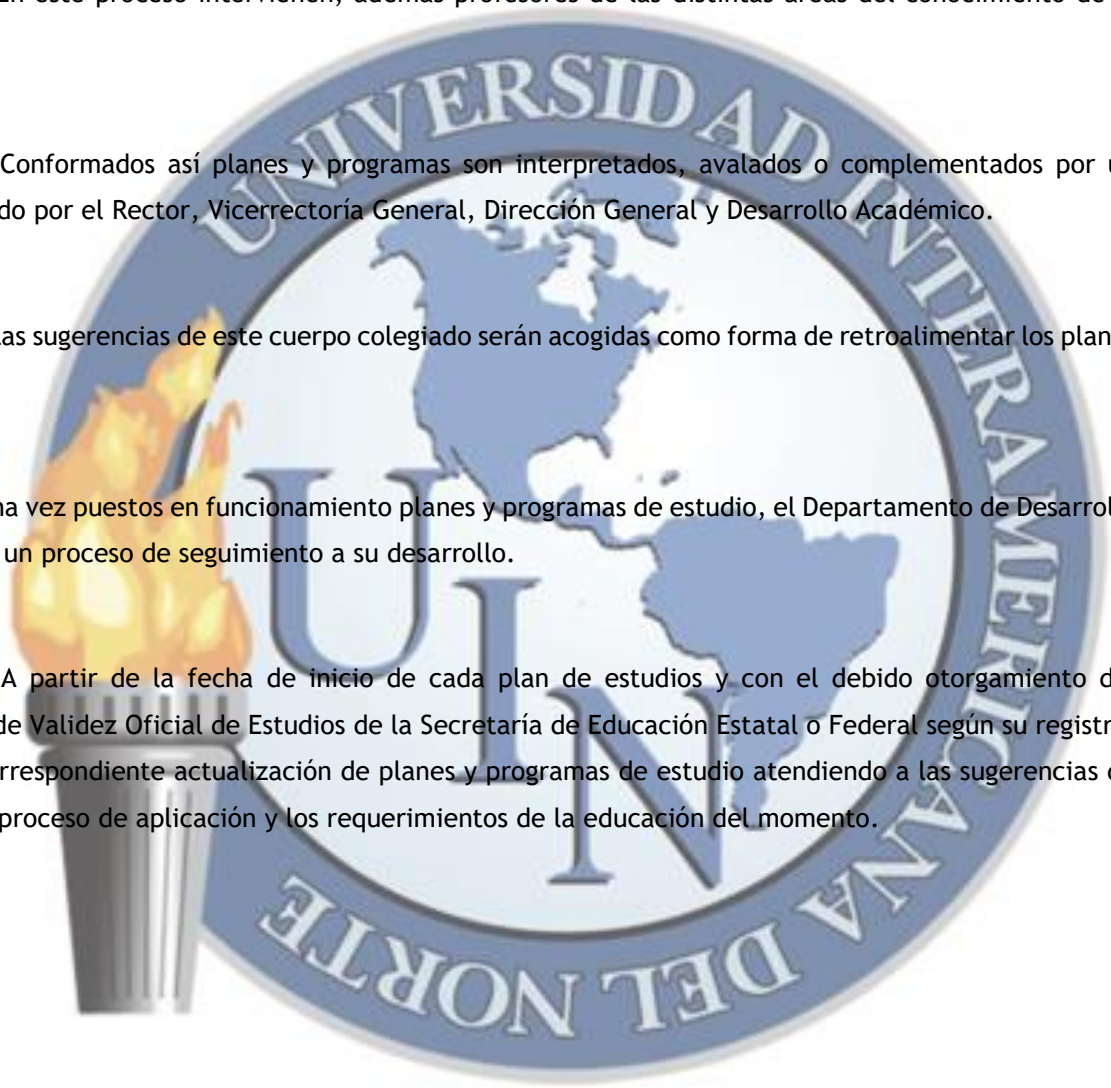 En este proceso intervienen, además profesores de las distintas áreas del conocimiento de
Conformados así planes y programas son interpretados, avalados o complementados por
do por el Rector, Vicerrectoría General, Dirección General y Desarrollo Académico.
as sugerencias de este cuerpo colegiado serán acogidas como forma de retroalimentar los plan
na vez puestos en funcionamiento planes y programas de estudio, el Departamento de Desarrol
un proceso de seguimiento a su desarrollo.
A partir de la fecha de inicio de cada plan de estudios y con el debido otorgamiento d
de Validez Oficial de Estudios de la Secretaría de Educación Estatal o Federal según su registr
rrespondiente actualización de planes y programas de estudio atendiendo a las sugerencias
proceso de aplicación y los requerimientos de la educación del momento.
UNIVERSIDAD INTERAMERICANA DEL NORTE
UIN